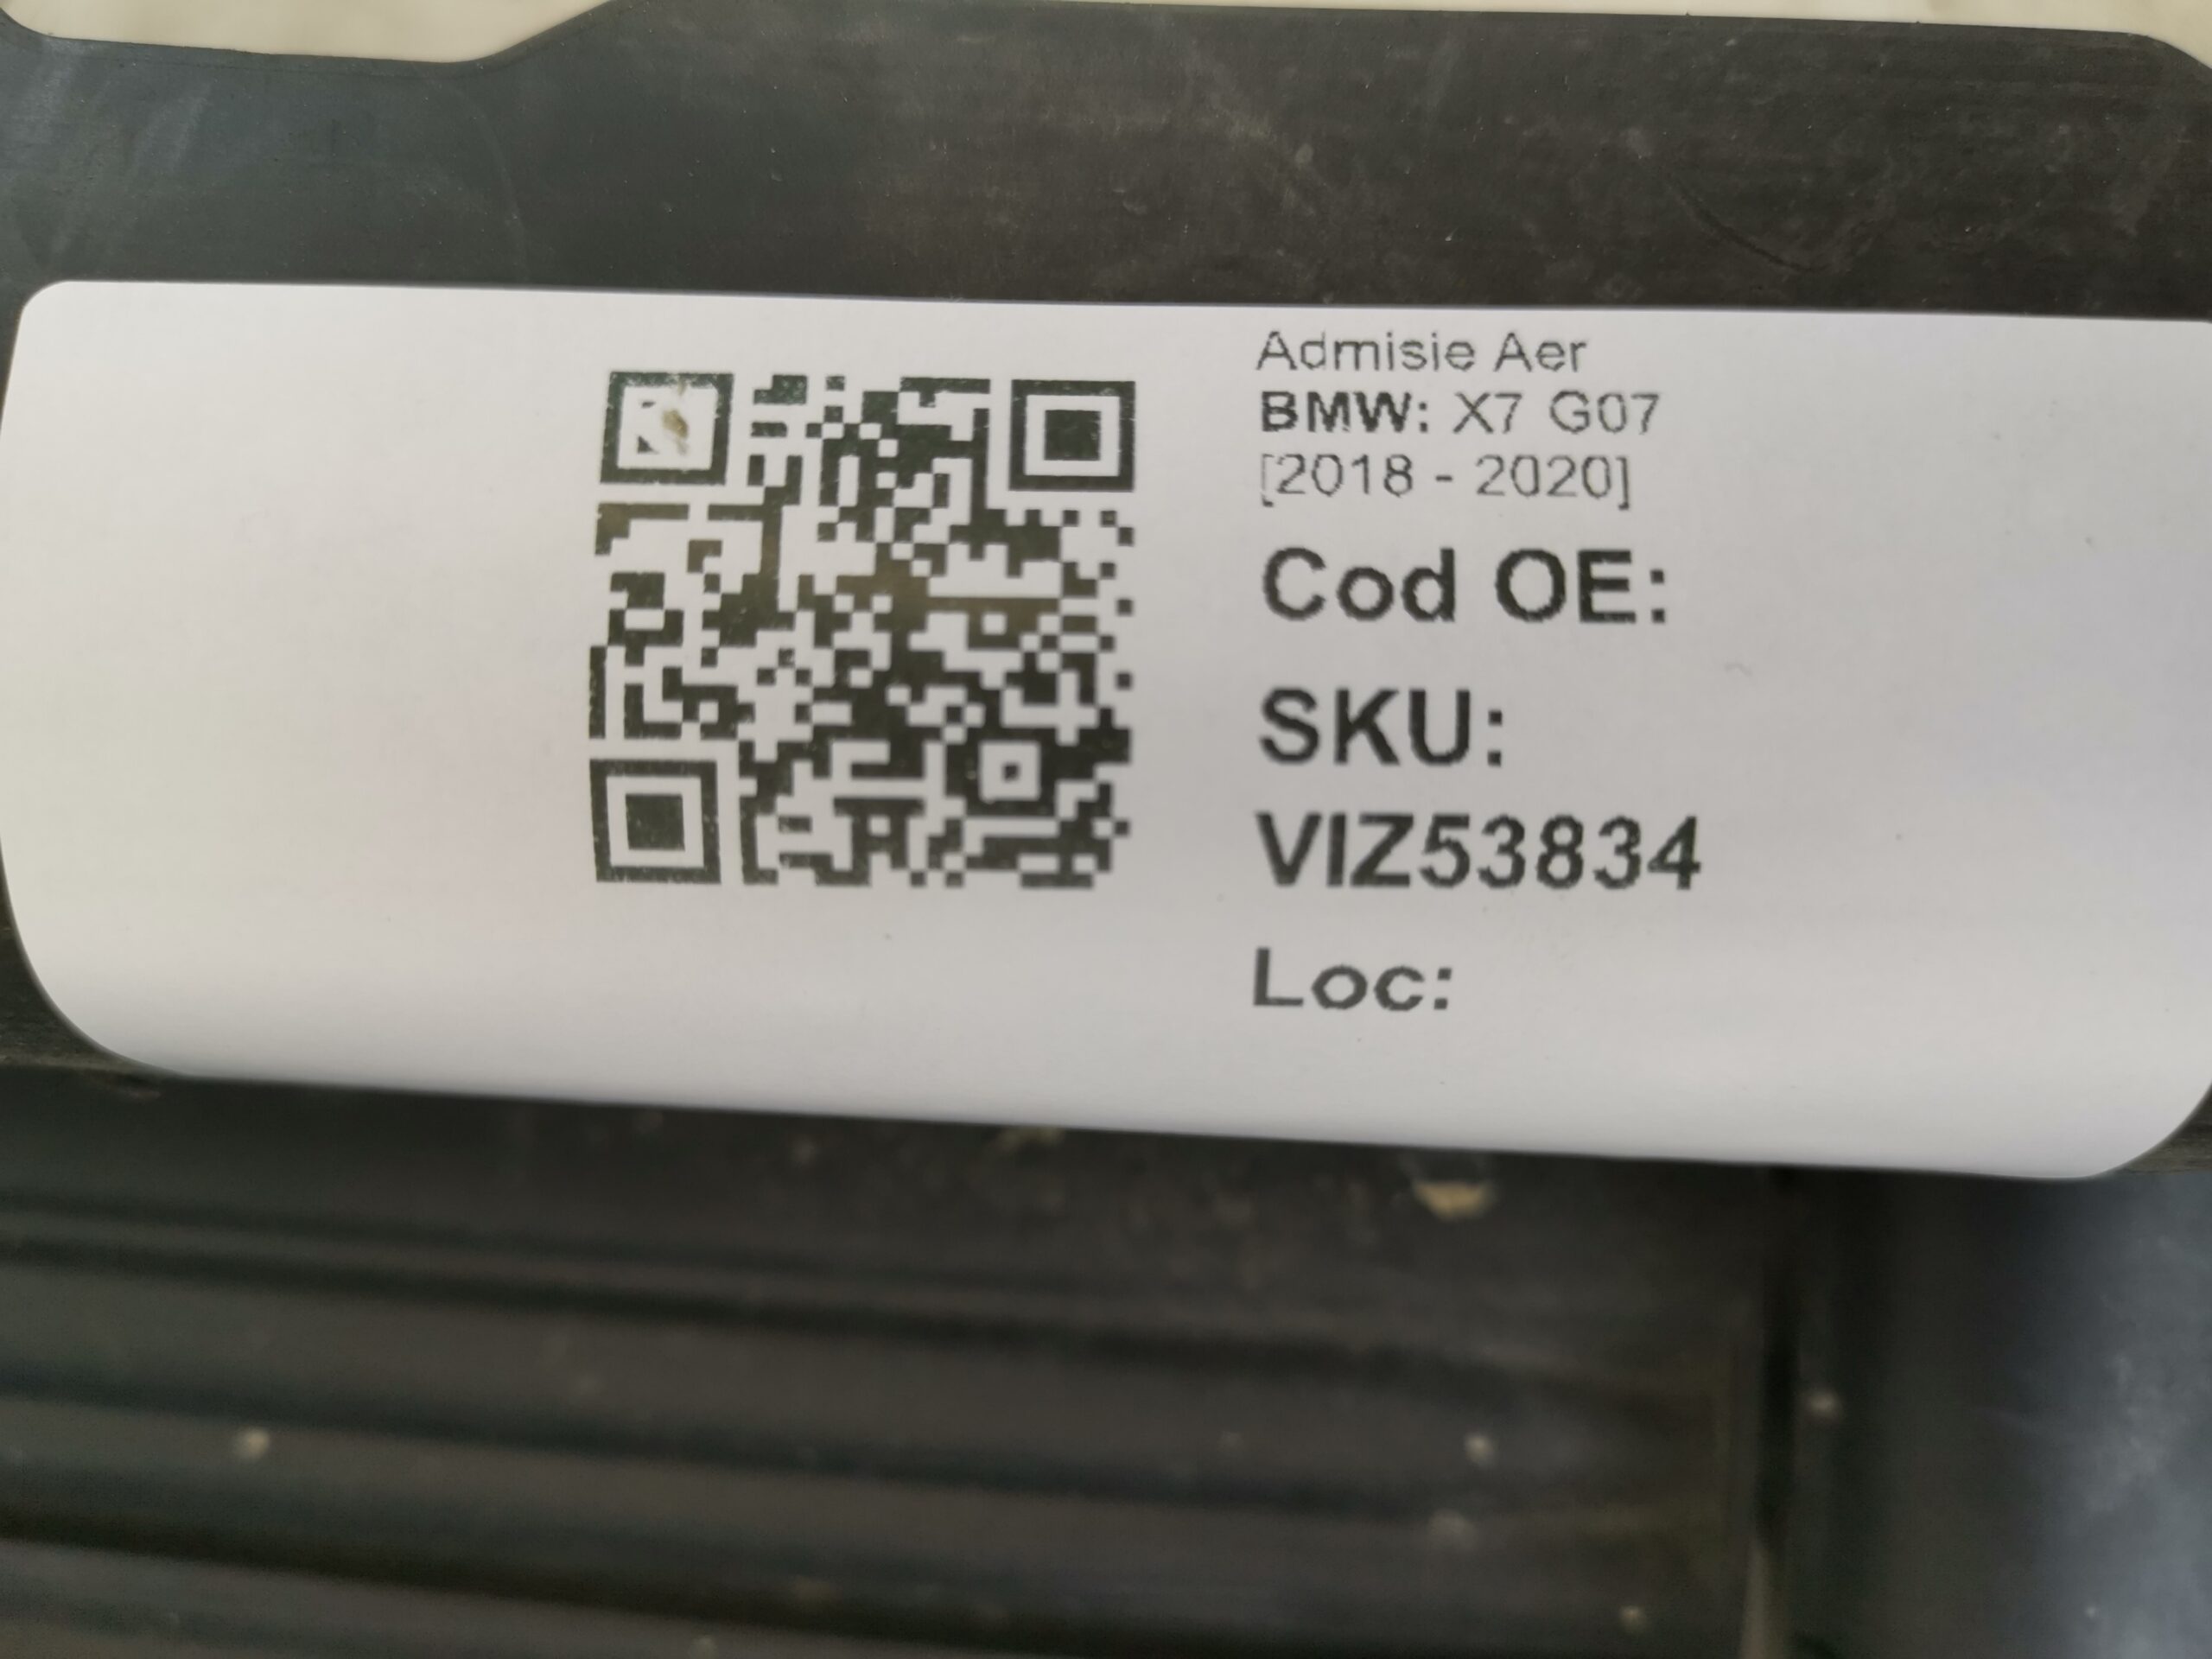 Admisie Aer
BMW: X7 G07
[2018 - 2020]
Cod OE:
SKU:
VIZ53834
Loc: